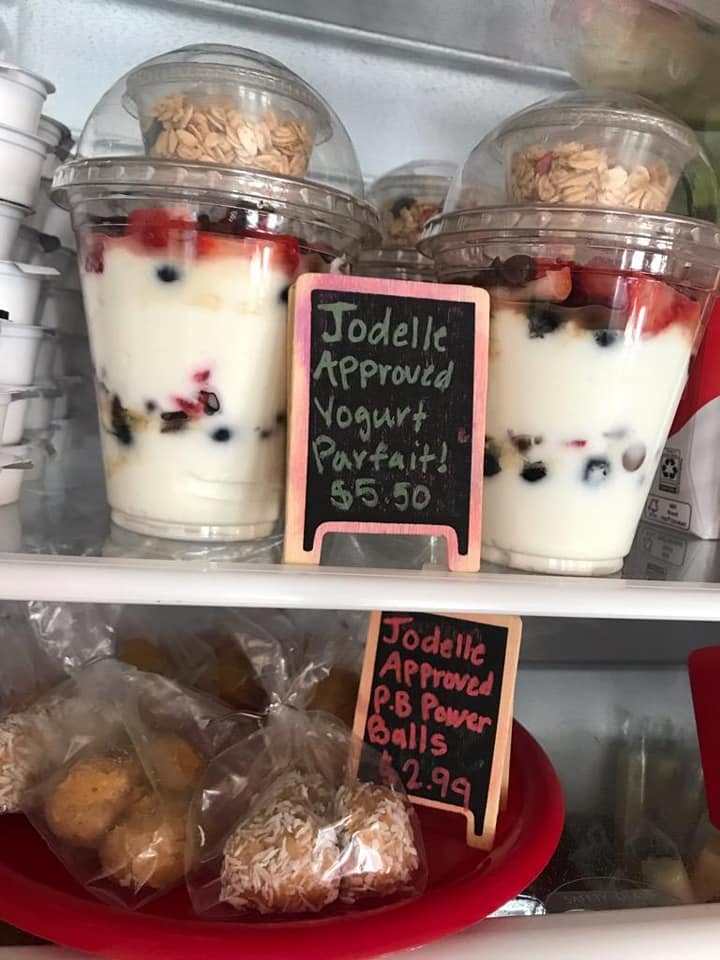 Jodelle
Approved
Yogurt
Parfait!
$5.50
Jodelle
Approved
P.B Power
Balls
$2.99